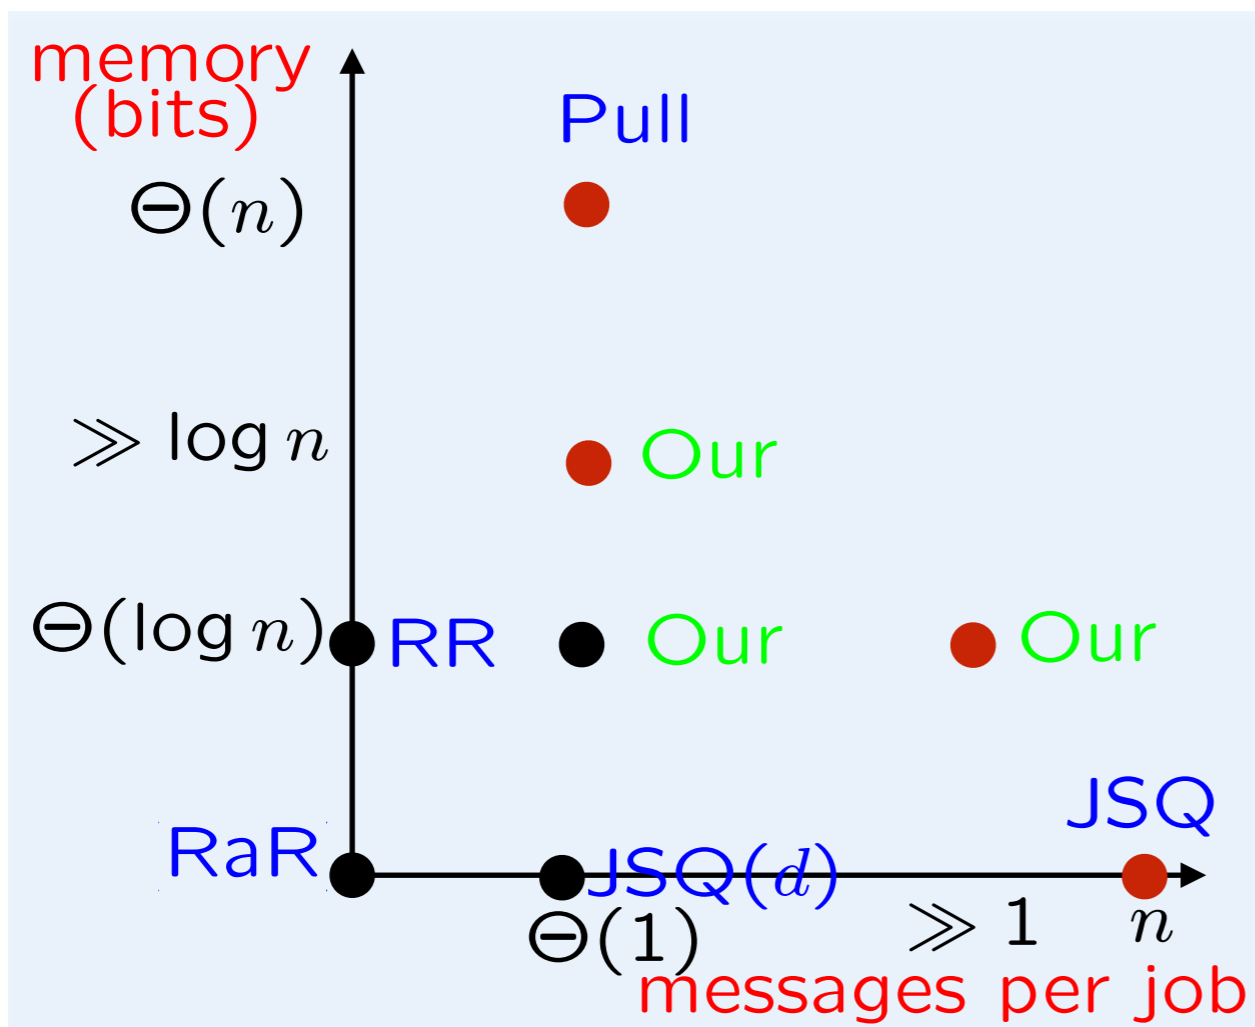 memory
(bits)
Pull
Θ(n)
≫ log n
Our
Θ(log n)
RR
Our
Our
JSQ
RaR
JSQ(d)
Θ(1)
≫ 1
n
messages per job